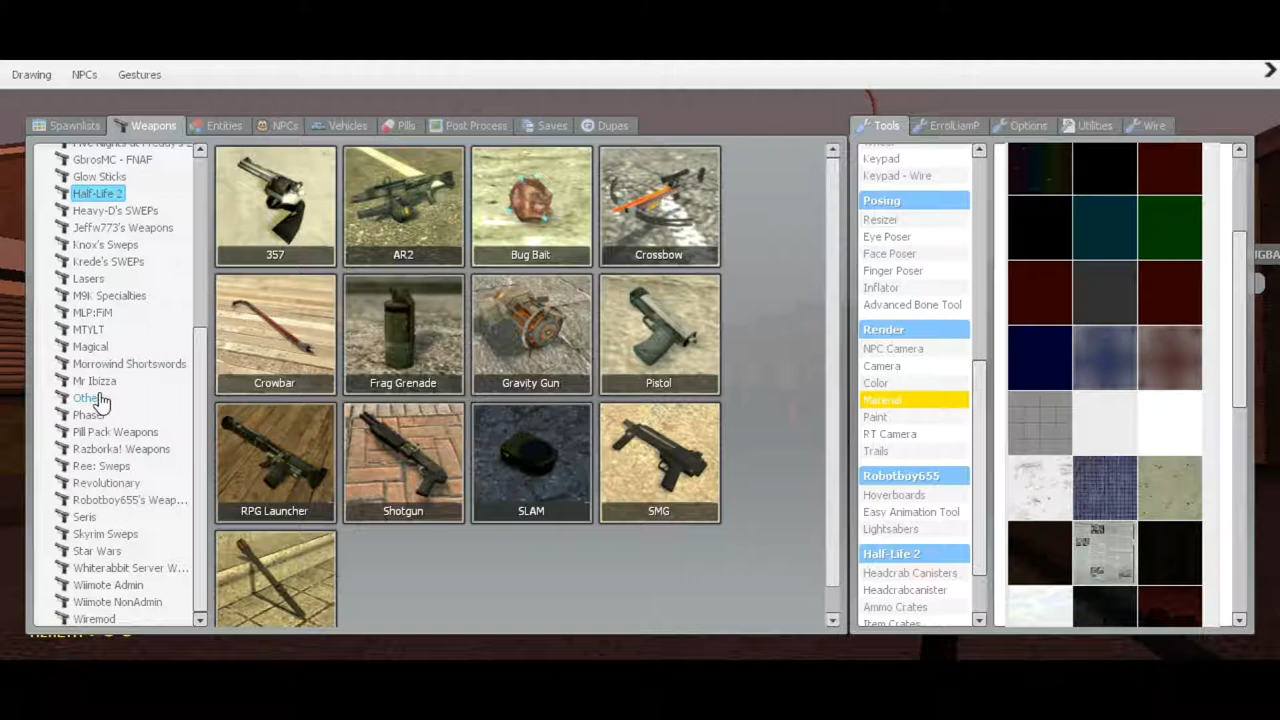 Drawing NPCs Gestures
Spawnlists Weapons Entities NPCs Vehicles Pills Post Process Saves Dupes
Tools ErrolLiamP Options Utilities Wire
GbrosMC - FNAF
Glow Sticks
Half-Life 2
Heavy-D's SWEPs
Jeffw773's Weapons
Knox's Sweps
Krede's SWEPs
Lasers
M9K Specialties
MLP:FiM
MTYLT
Magical
Morrowind Shortswords
Mr Ibizza
Othe
Phase
Pill Pack Weapons
Razborka! Weapons
Ree: Sweps
Revolutionary
Robotboy655's Weap...
Seris
Skyrim Sweps
Star Wars
Whiterabbit Server W...
Wiimote Admin
Wiimote NonAdmin
Wiremod
357 AR2 Bug Bait Crossbow
Crowbar Frag Grenade Gravity Gun Pistol
RPG Launcher Shotgun SLAM SMG
Keypad
Keypad - Wire
Posing
Resizer
Eye Poser
Face Poser
Finger Poser
Inflator
Advanced Bone Tool
Render
NPC Camera
Camera
Color
Material
Paint
RT Camera
Trails
Robotboy655
Hoverboards
Easy Animation Tool
Lightsabers
Half-Life 2
Headcrab Canisters
Headcrabcanister
Ammo Crates
Item Crates
UGBA